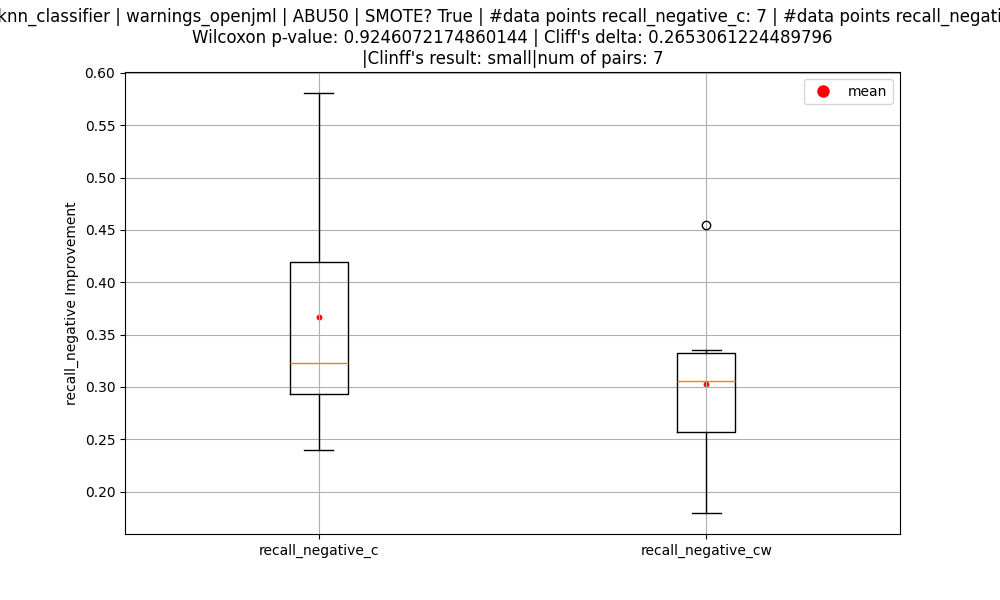 knn_classifier | warnings_openjml | ABU50 | SMOTE? True | #data points recall_negative_c: 7 | #data points
Wilcoxon p-value: 0.9246072174860144 | Cliff's delta: 0.2653061224489796
|Clinff's result: small|num of pairs: 7
mean
0.60
0.55
0.50
0.45
0.40
0.35
0.30
0.25
0.20
recall_negative Improvement
recall_negative_c
recall_negative_cw